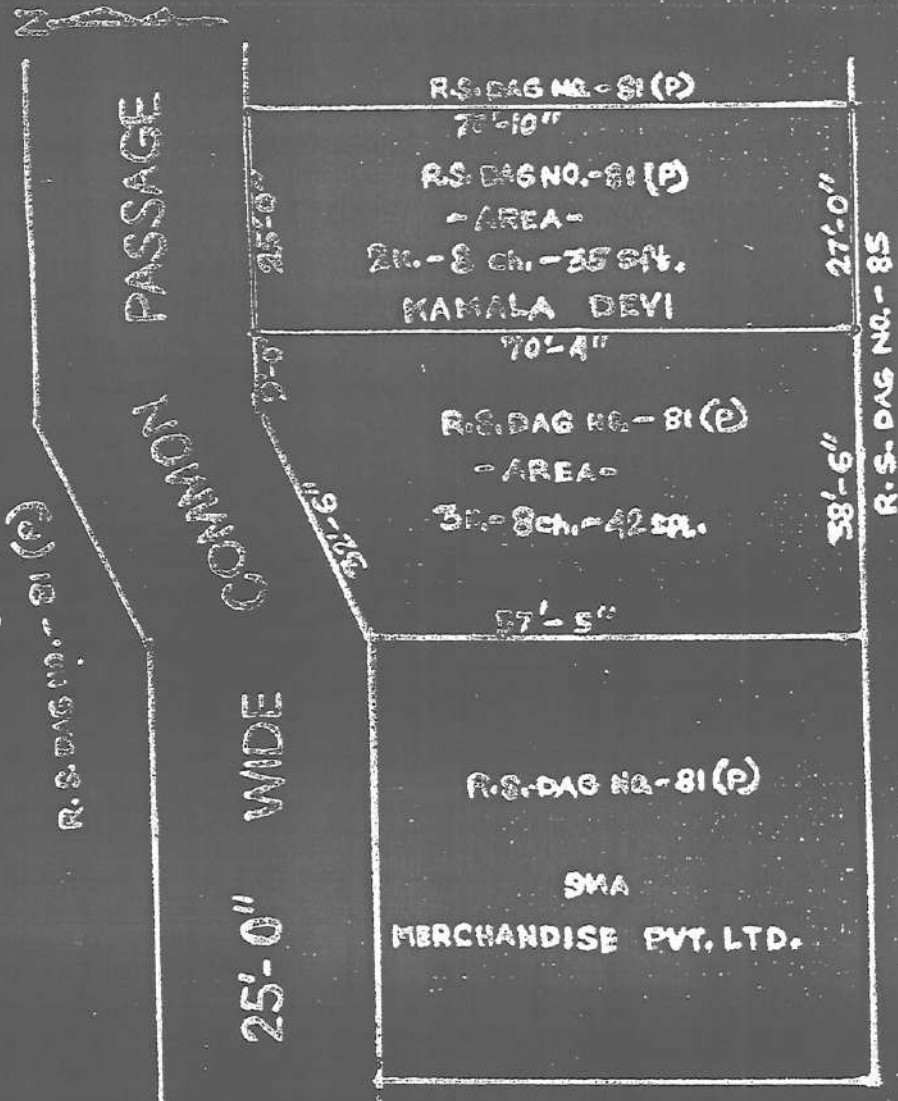 N
R.S. DAG NO.-81(P)
R.S. DAG NO.-81(P)
-AREA-
2K.-8 ch.-35 sft.
KAMALA DEVI
25'-0"
27'-0"
70'-4"
R.S. DAG NO.-81(P)
-AREA-
3K.-8ch.-42 sft.
32'-6"
38'-6"
R.S. DAG NO.-85
57'-5"
R.S. DAG NO.-81(P)
MERCHANDISE PVT. LTD.
25'-0" WIDE COMMON PASSAGE
R.S. DAG NO.-81(P)